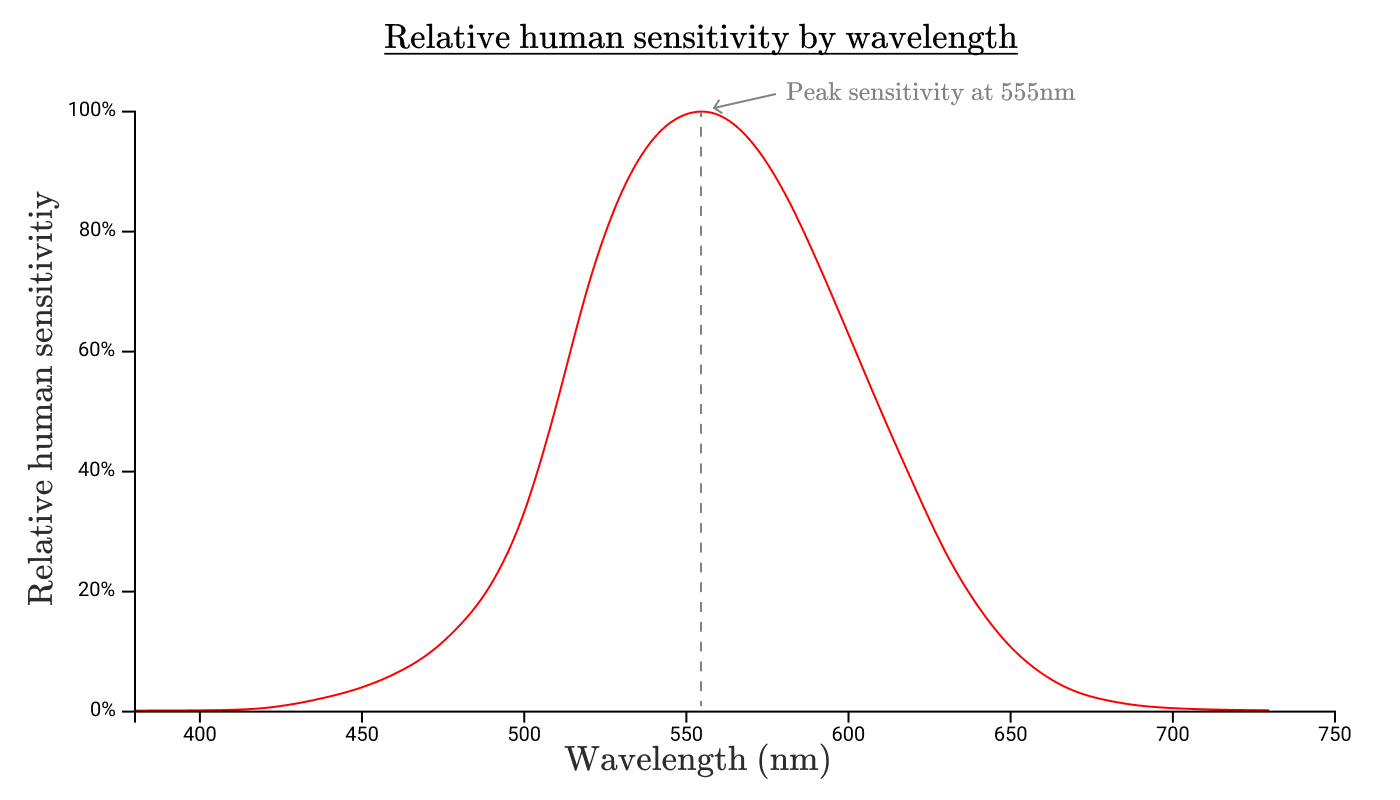 Relative human sensitivity by wavelength
Peak sensitivity at 555nm
Relative human sensitivitiy
100%
80%
60%
40%
20%
0%
400 450 500 550 600 650 700 750
Wavelength (nm)